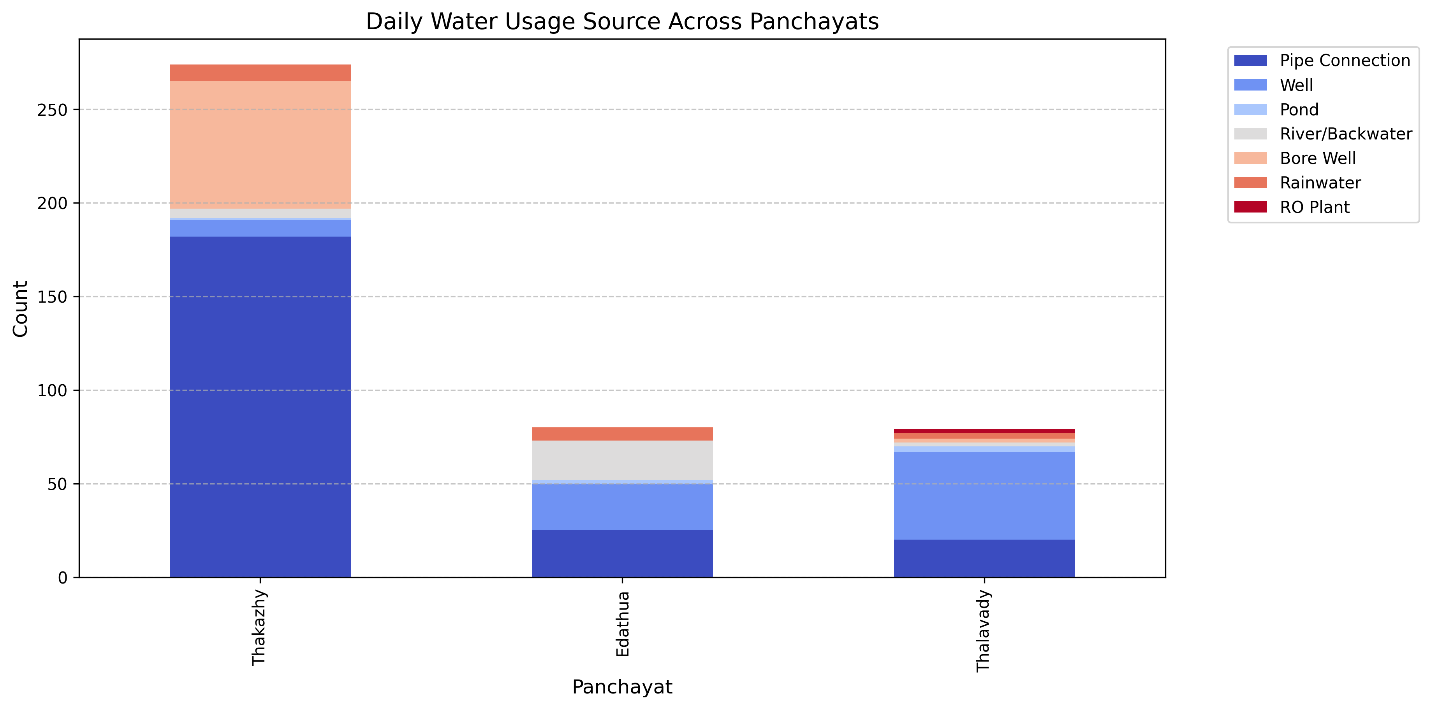 Daily Water Usage Source Across Panchayats
Count
250
200
150
100
50
0
Thakazhy
Edathua
Thalavady
Panchayat
Pipe Connection
Well
Pond
River/Backwater
Bore Well
Rainwater
RO Plant